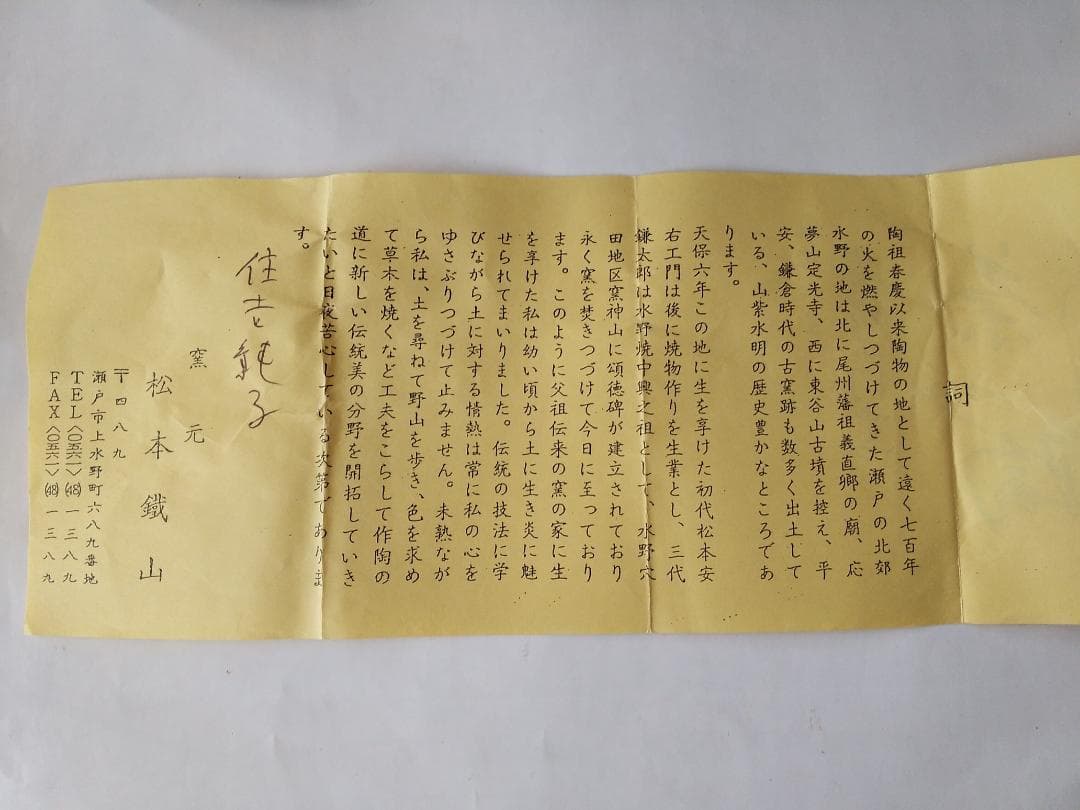 詞
陶祖春慶以来陶物の地として遠く七百年
の火を燃やしつづけてきた瀬戸の北郊
水野の地は北に尾州藩祖義直卿の廟、応
夢山定光寺、西に東谷山古墳を控え、平
安、鎌倉時代の古窯跡も数多く出土して
いる、山紫水明の歴史豊かなところであ
ります。
天保六年この地に生を享けた初代松本安
右エ門は後に焼物作りを生業とし、三代
鎌太郎は水野焼中興之祖として、水野穴
田地区窯神山に頌徳碑が建立されており
永く窯を焚きつづけて今日に至っており
ます。このように父祖伝来の窯の家に生
を享けた私は幼い頃から土に生き炎に魅
せられてまいりました。伝統の技法に学
びながら土に対する情熱は常に私の心を
ゆさぶりつづけて止みません。未熟なが
ら私は、土を尋ねて野山を歩き、色を求め
て草木を焼くなど工夫をこらして作陶の
道に新しい伝統美の分野を開拓していき
たいと日夜苦心している次第でありま
す。
住吉純子
窯元
松本鐵山
〒四八九
瀬戸市上水野町六八九番地
TEL〈〇五六一〉(48)一三八九
FAX〈〇五六一〉(48)一三八九